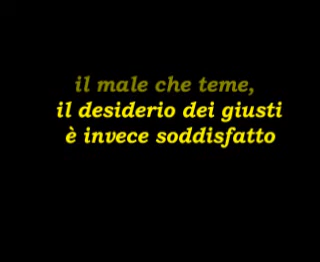 il male che teme,
il desiderio dei giusti
è invece soddisfatto